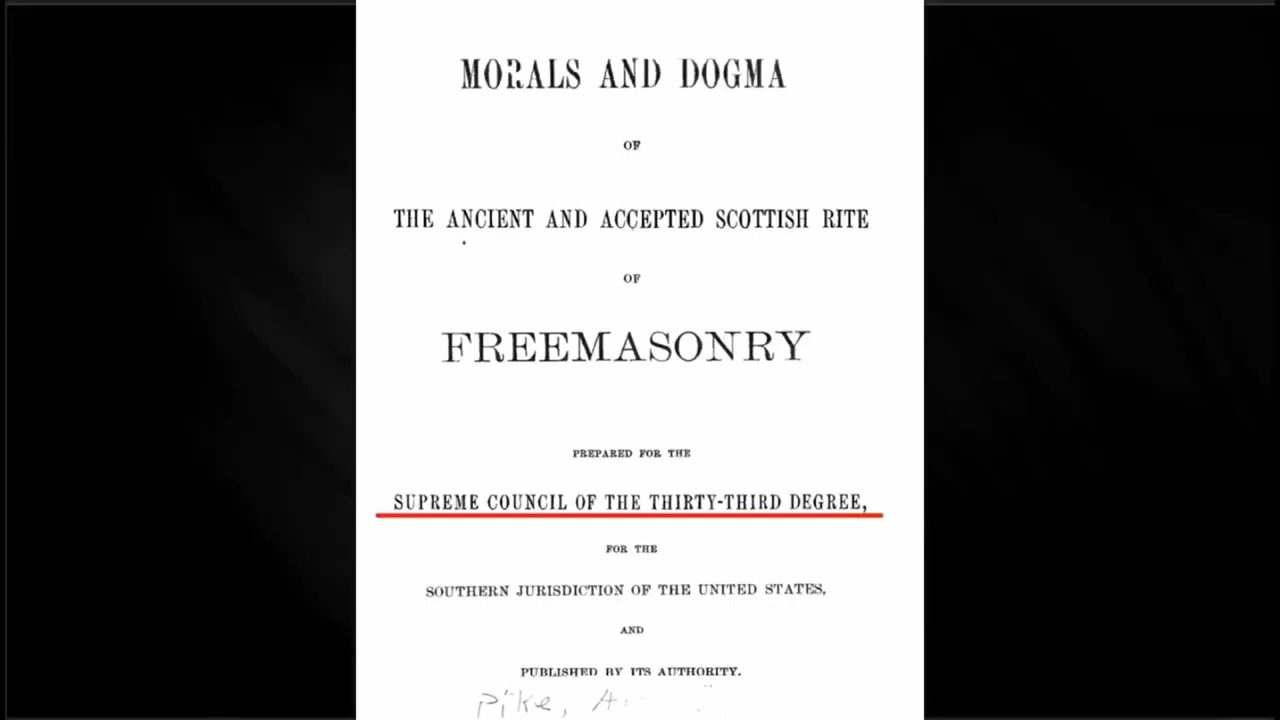 MORALS AND DOGMA
OF
THE ANCIENT AND ACCEPTED SCOTTISH RITE
OF
FREEMASONRY
PREPARED FOR THE
SUPREME COUNCIL OF THE THIRTY-THIRD DEGREE,
FOR THE
SOUTHERN JURISDICTION OF THE UNITED STATES,
AND
PUBLISHED BY ITS AUTHORITY.
Pike, A